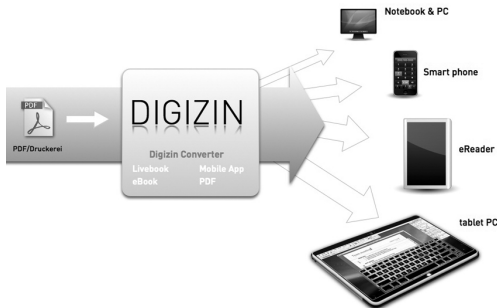 Notebook & PC
Smart phone
PDF
DIGIZIN
PDF/Druckerei
Digizin Converter
Livebook Mobile App
eBook PDF
eReader
tablet PC